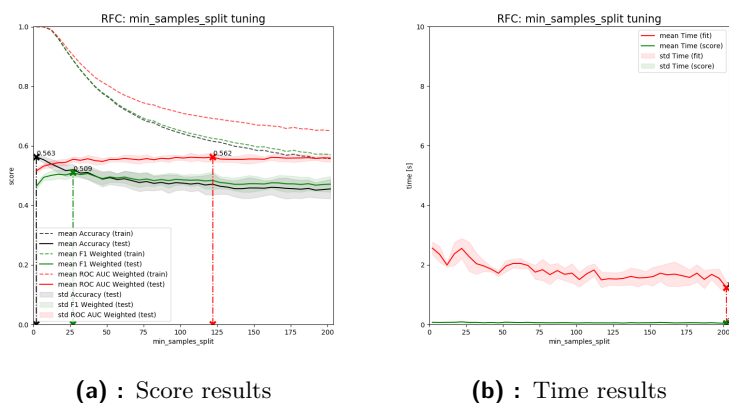 RFC: min_samples_split tuning
1.0
0.8
0.6
0.4
0.2
0.0
score
0.563
0.509
0.562
mean Accuracy (train)
mean Accuracy (test)
mean F1 Weighted (train)
mean F1 Weighted (test)
mean ROC AUC Weighted (train)
mean ROC AUC Weighted (test)
std Accuracy (test)
std F1 Weighted (test)
std ROC AUC Weighted (test)
0 25 50 75 100 125 150 175 200
min_samples_split
(a) : Score results
RFC: min_samples_split tuning
10
8
6
4
2
0
time [s]
mean Time (fit)
mean Time (score)
std Time (fit)
std Time (score)
0 25 50 75 100 125 150 175 200
min_samples_split
(b) : Time results